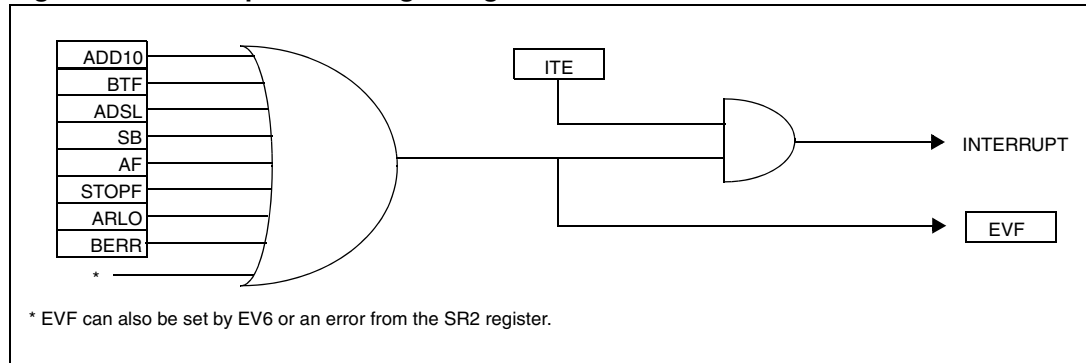 ADD10
BTF
ADSL
SB
AF
STOPF
ARLO
BERR
*
ITE
INTERRUPT
EVF
* EVF can also be set by EV6 or an error from the SR2 register.